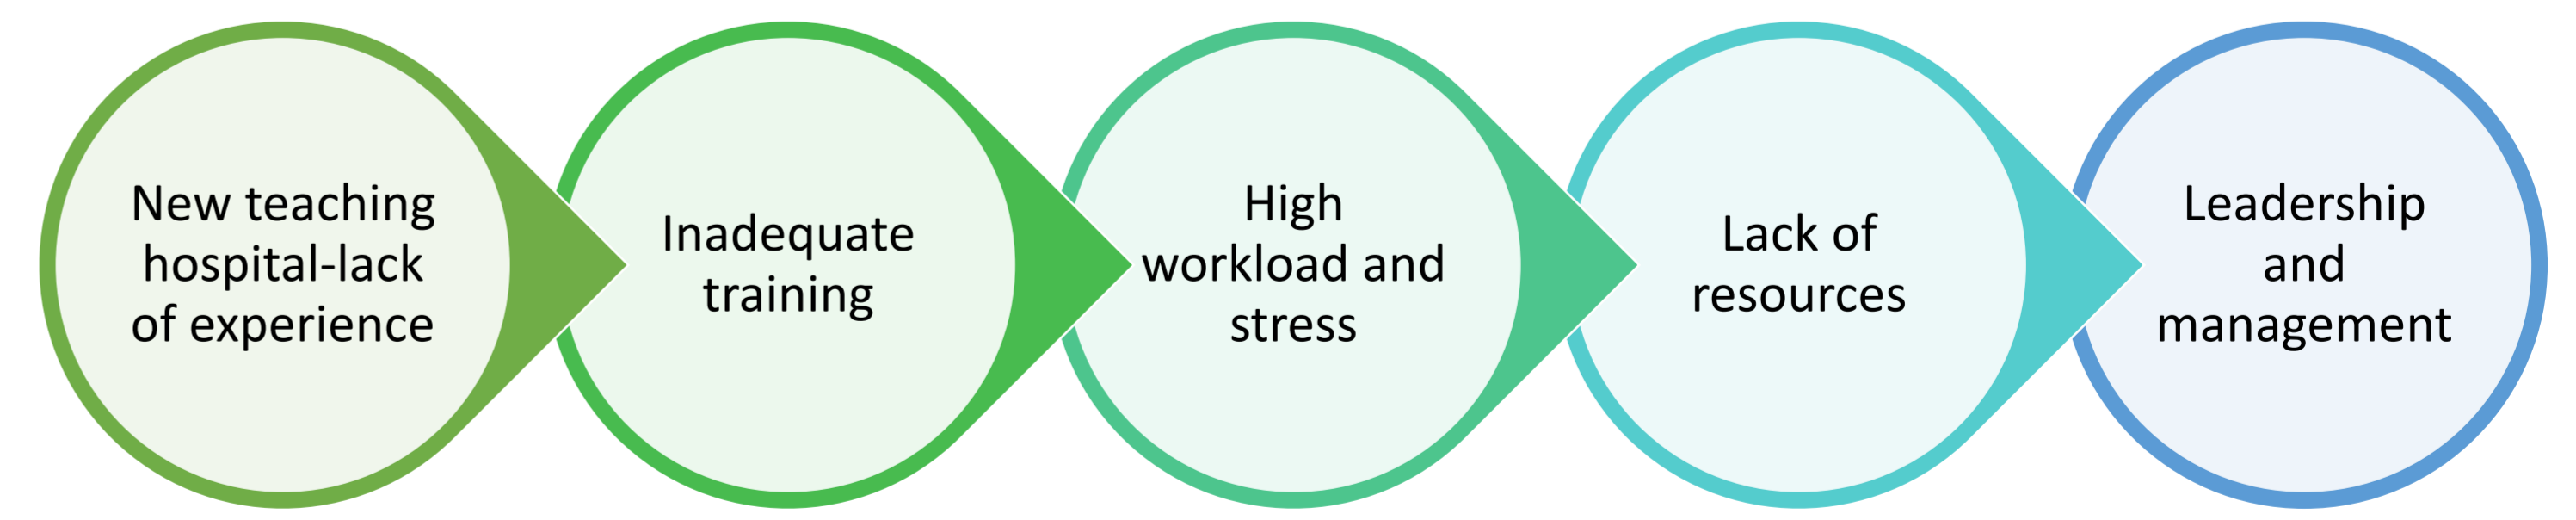 New teaching
hospital-lack
of experience
Inadequate
training
High
workload and
stress
Lack of
resources
Leadership
and
management